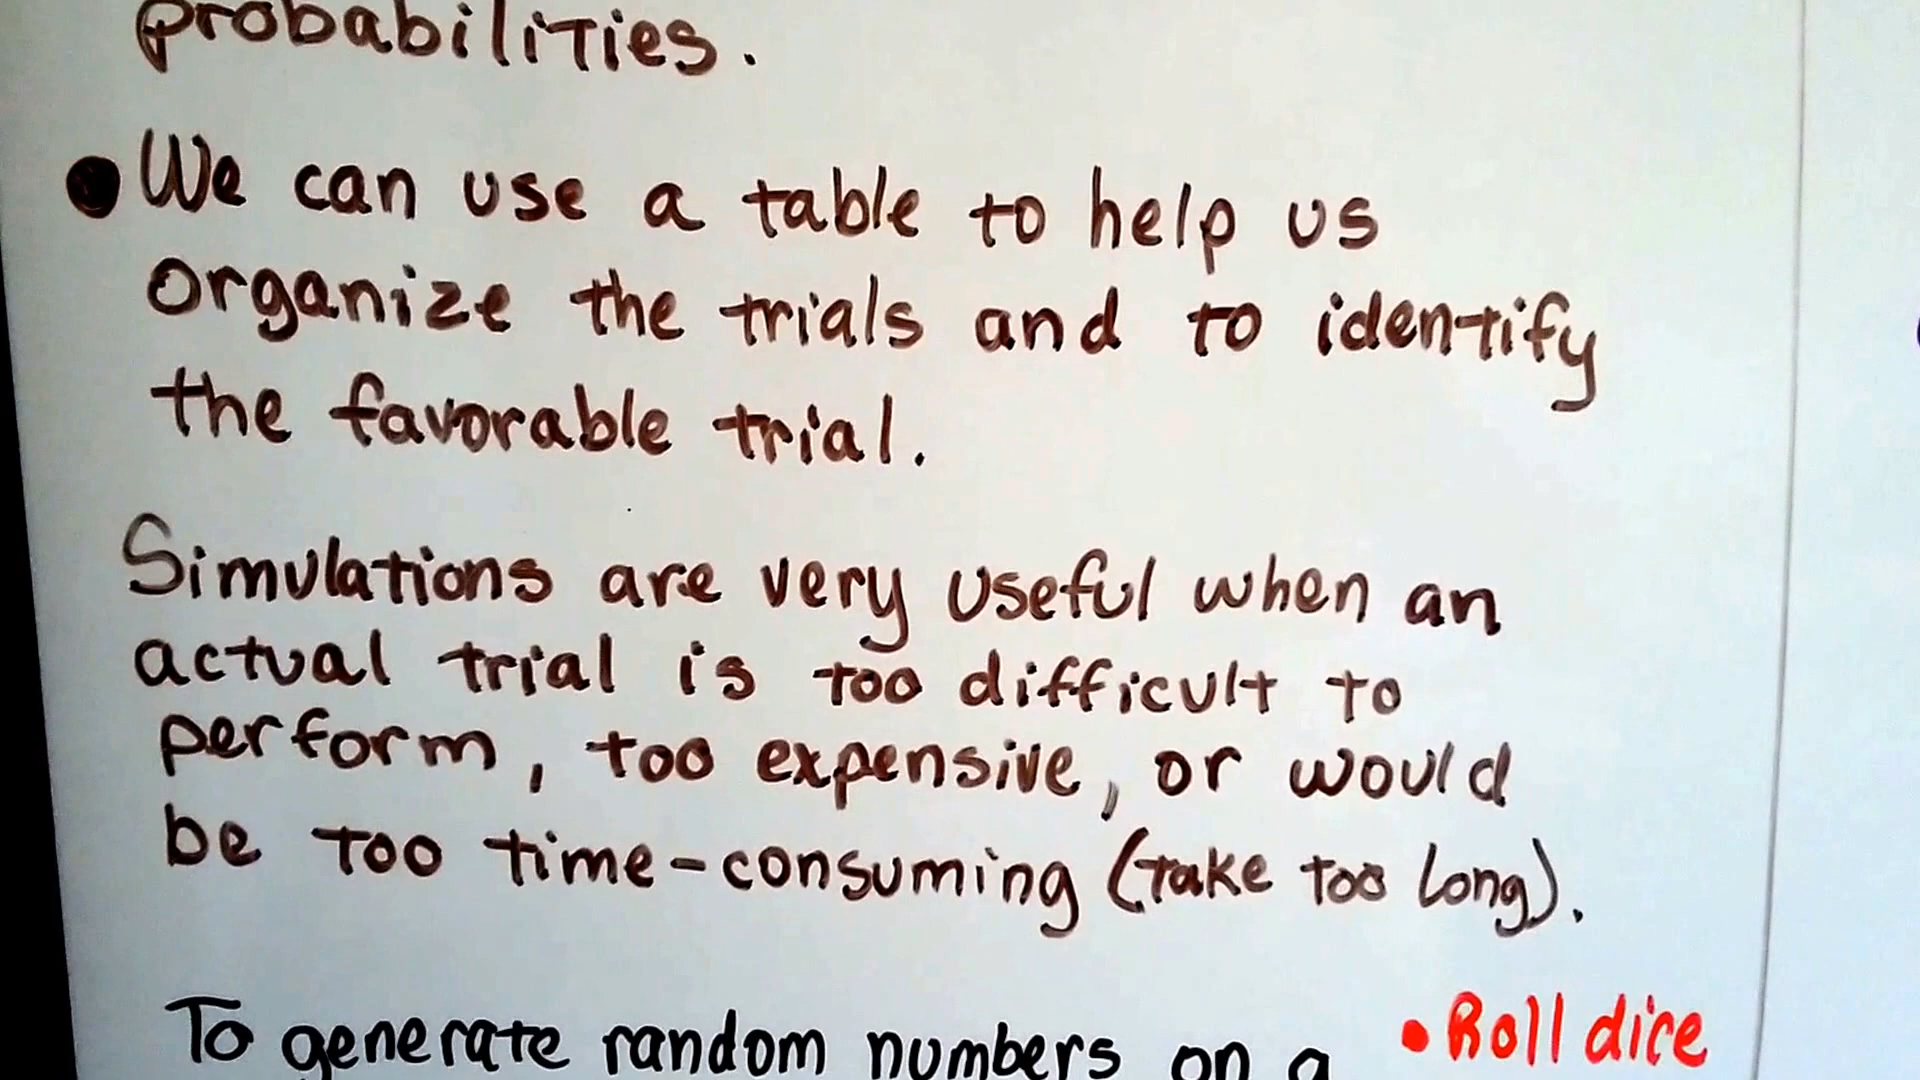 probabilities.
• We can use a table to help us
organize the trials and to identify
the favorable trial.
Simulations are very useful when an
actual trial is too difficult to
perform, too expensive, or would
be too time-consuming (take too long).
To generate random numbers on a
• Roll dice